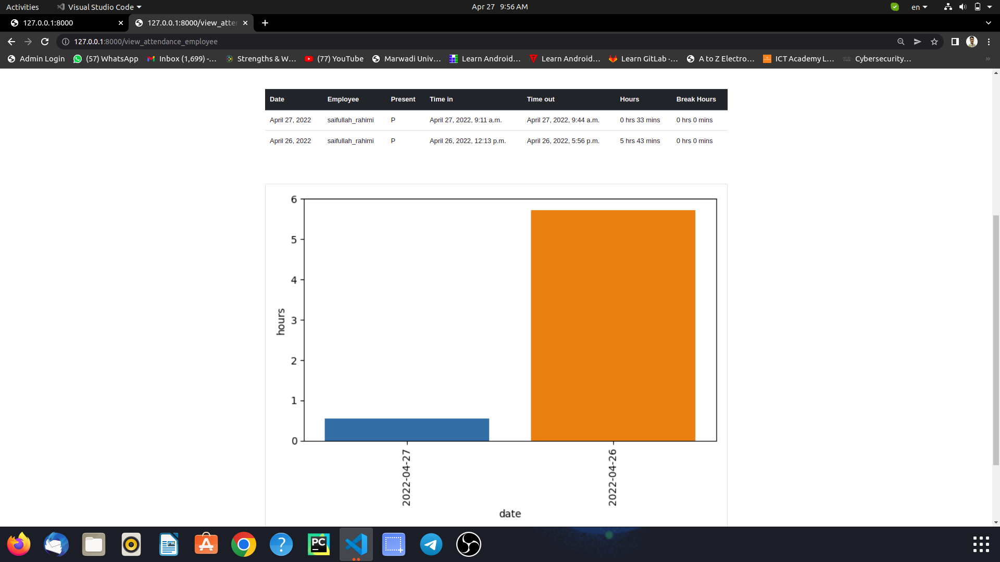 Activities Visual Studio Code Apr 27 9:56 AM en
127.0.0.1:8000 127.0.0.1:8000/view_atter
127.0.0.1:8000/view_attendance_employee
Admin Login (57) WhatsApp Inbox (1,699) -... Strengths & W... (77) YouTube Marwadi Univ... Learn Android... Learn Android... Learn GitLab ·... A to Z Electro... ICT Academy L... Cybersecurity...
Date Employee Present Time in Time out Hours Break Hours
April 27, 2022 saifullah_rahimi P April 27, 2022, 9:11 a.m. April 27, 2022, 9:44 a.m. 0 hrs 33 mins 0 hrs 0 mins
April 26, 2022 saifullah_rahimi P April 26, 2022, 12:13 p.m. April 26, 2022, 5:56 p.m. 5 hrs 43 mins 0 hrs 0 mins
6
5
4
hours
3
2
1
0
2022-04-27 2022-04-26
date
PC